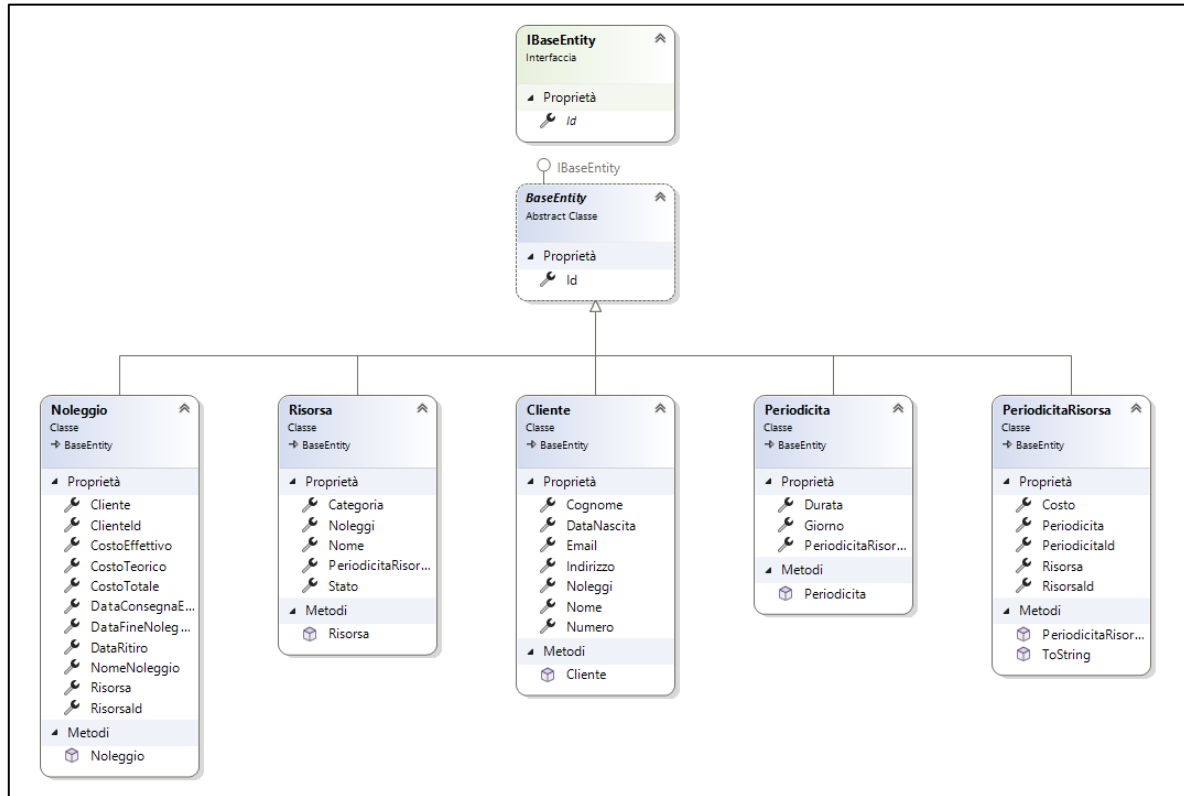 IBaseEntity
Interfaccia
Proprietà
Id
IBaseEntity
BaseEntity
Abstract Classe
Proprietà
Id
Noleggio
Classe
BaseEntity
Proprietà
Cliente
ClienteId
CostoEffettivo
CostoTeorico
CostoTotale
DataConsegnaE...
DataFineNoleg...
DataRitiro
NomeNoleggio
Risorsa
RisorsaId
Metodi
Noleggio
Risorsa
Classe
BaseEntity
Proprietà
Categoria
Noleggi
Nome
PeriodicitaRisor...
Stato
Metodi
Risorsa
Cliente
Classe
BaseEntity
Proprietà
Cognome
DataNascita
Email
Indirizzo
Noleggi
Nome
Numero
Metodi
Cliente
Periodicita
Classe
BaseEntity
Proprietà
Durata
Giorno
PeriodicitaRisor...
Metodi
Periodicita
PeriodicitaRisorsa
Classe
BaseEntity
Proprietà
Costo
Periodicita
PeriodicitaId
Risorsa
RisorsaId
Metodi
PeriodicitaRisor...
ToString